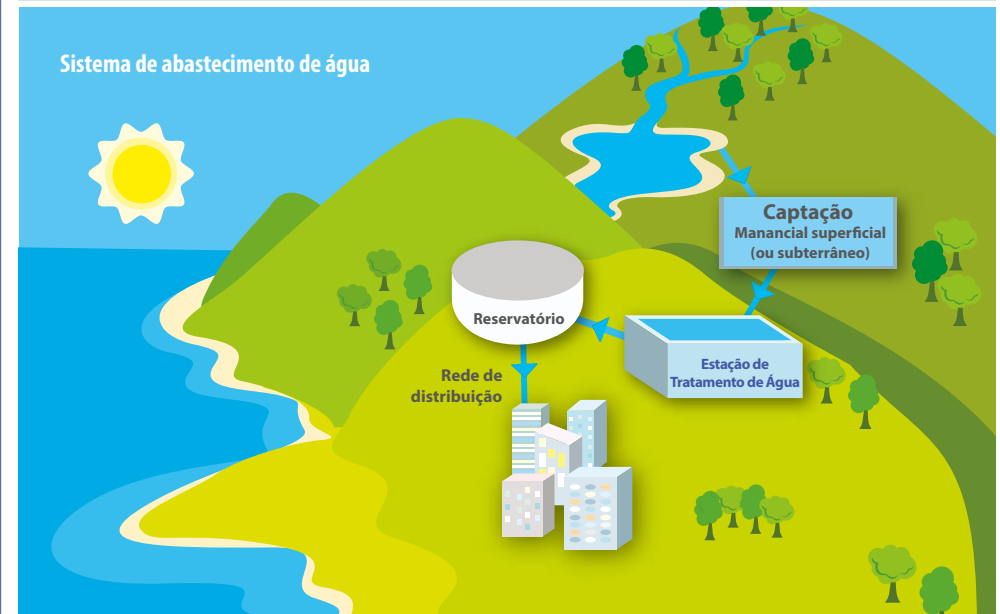 Sistema de abastecimento de água
Captação
Manancial superficial
(ou subterrâneo)
Reservatório
Estação de
Tratamento de Água
Rede de
distribuição